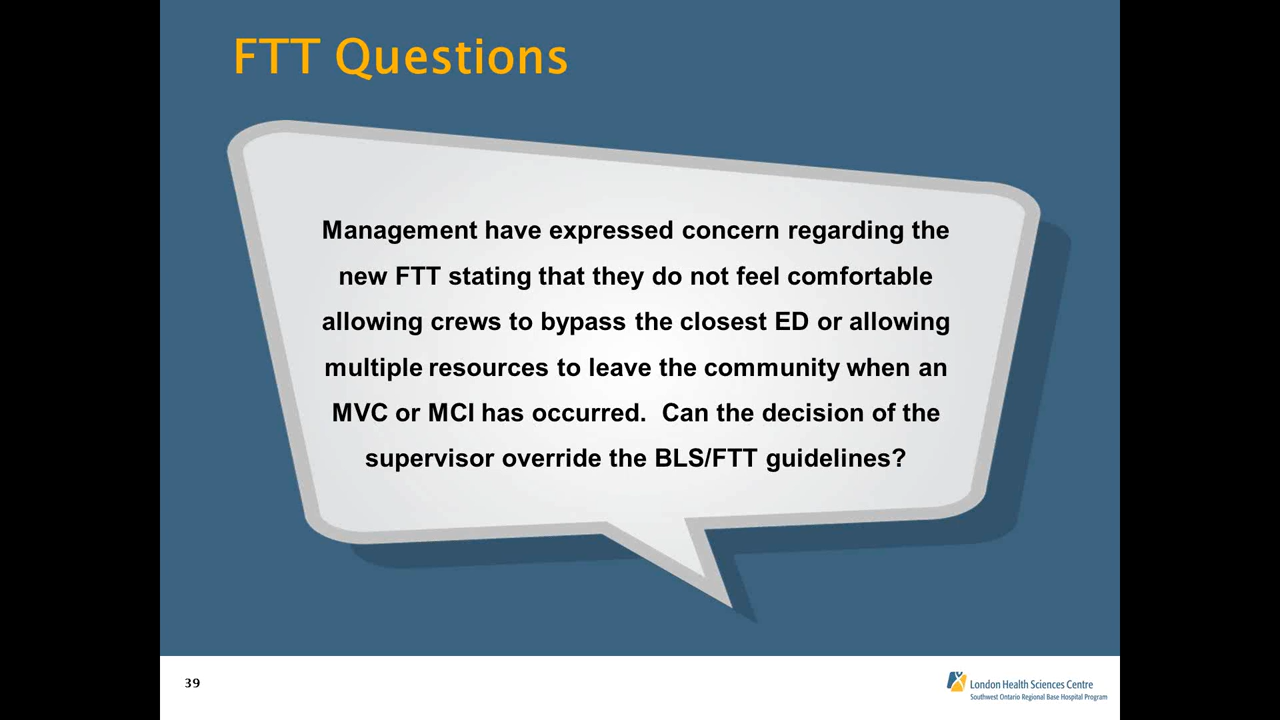 FTT Questions
Management have expressed concern regarding the
new FTT stating that they do not feel comfortable
allowing crews to bypass the closest ED or allowing
multiple resources to leave the community when an
MVC or MCI has occurred.  Can the decision of the
supervisor override the BLS/FTT guidelines?
39
London Health Sciences Centre
Southwest Ontario Regional Base Hospital Program